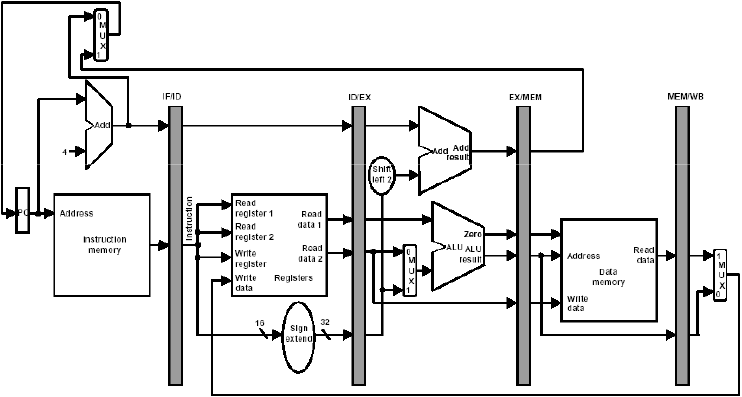 0
M
U
X
1
IF/ID
ID/EX
EX/MEM
MEM/WB
Add
4
Add
Add
result
Shift
left 2
PC
Address
Instruction
memory
Instruction
Read
register 1
Read
register 2
Write
register
Write
data
Read
data 1
Read
data 2
Registers
0
M
U
X
1
Zero
ALU
ALU
result
Address
Read
data
Data
memory
Write
data
1
M
U
X
0
16
Sign
extend
32